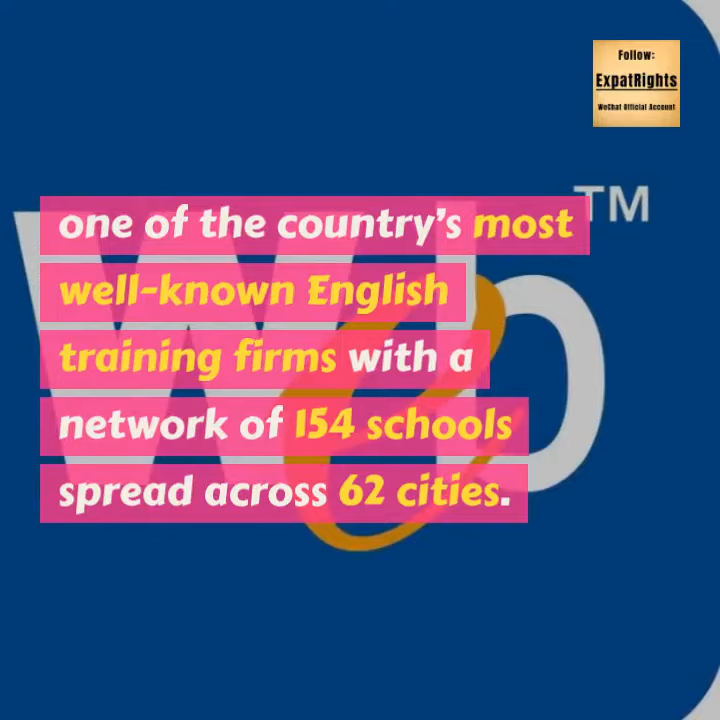 Follow:
ExpatRights
WeChat Official Account
TM
Web
one of the country's most
well-known English
training firms with a
network of 154 schools
spread across 62 cities.